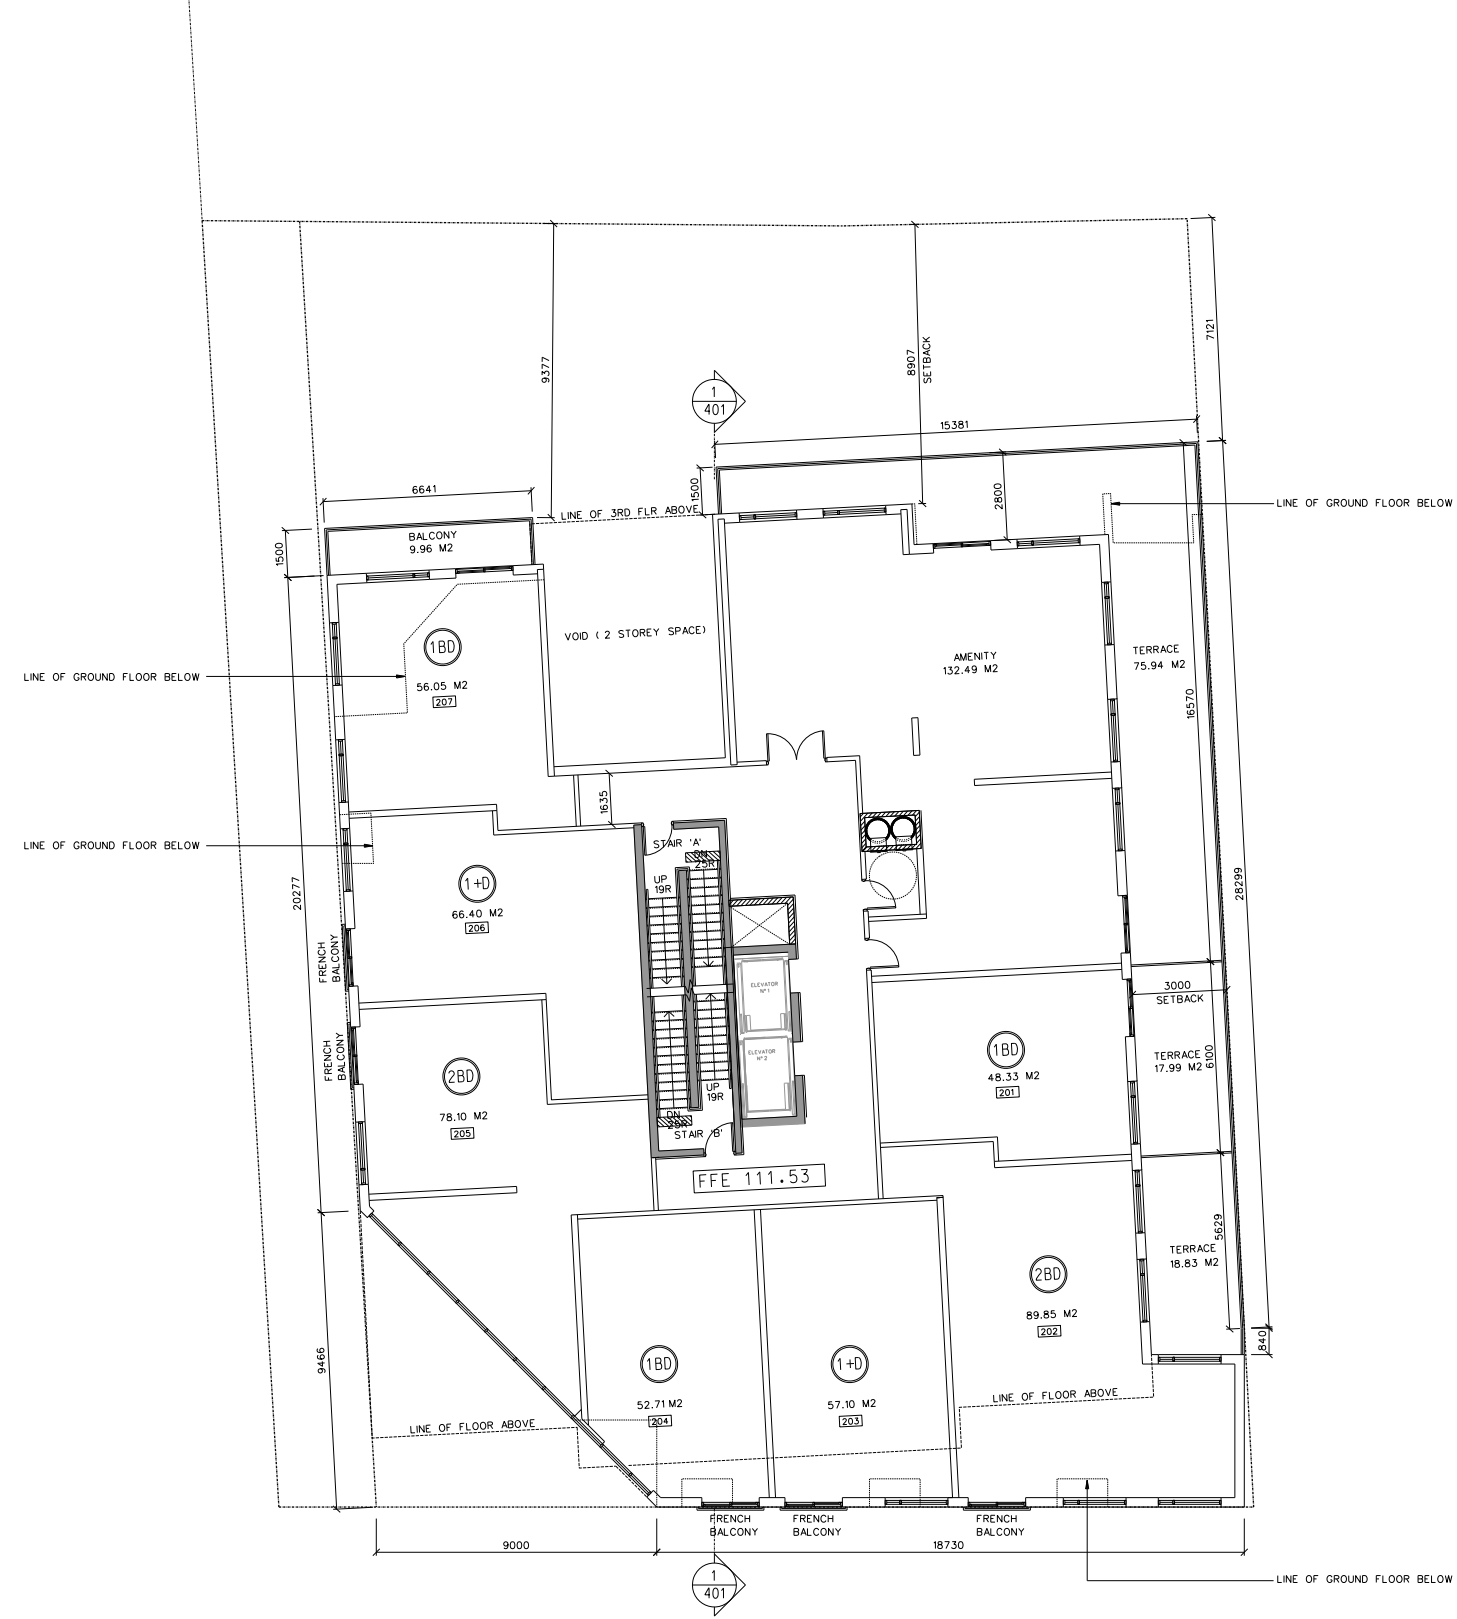 7121
9377
8907
SETBACK
1
401
15381
6641
1500
2800
LINE OF GROUND FLOOR BELOW
LINE OF 3RD FLR ABOVE
BALCONY
9.96 M2
1500
VOID ( 2 STOREY SPACE)
1BD
56.05 M2
207
LINE OF GROUND FLOOR BELOW
AMENITY
132.49 M2
TERRACE
75.94 M2
16570
1635
LINE OF GROUND FLOOR BELOW
STAIR 'A'
DN
25R
UP
19R
1+D
66.40 M2
206
20277
28299
FRENCH
BALCONY
ELEVATOR
Nº1
3000
SETBACK
FRENCH
BALCONY
ELEVATOR
Nº2
1BD
48.33 M2
201
TERRACE
17.99 M2
6100
2BD
78.10 M2
205
UP
19R
DN
25R
STAIR 'B'
FFE 111.53
5629
TERRACE
18.83 M2
2BD
89.85 M2
202
840
9466
1BD
52.71 M2
204
1+D
57.10 M2
203
LINE OF FLOOR ABOVE
LINE OF FLOOR ABOVE
FRENCH
BALCONY
FRENCH
BALCONY
FRENCH
BALCONY
9000
18730
1
401
LINE OF GROUND FLOOR BELOW